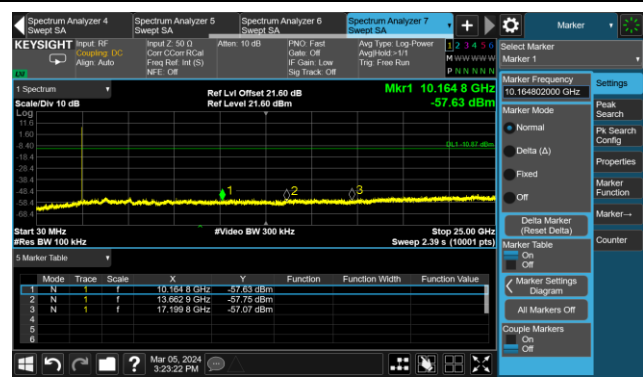 Spectrum Analyzer 4
Swept SA
Spectrum Analyzer 5
Swept SA
Spectrum Analyzer 6
Swept SA
Spectrum Analyzer 7
Swept SA
Marker
KEYSIGHT
Input: RF
Coupling: DC
Align: Auto
Input Z: 50 Ω
Corr CCorr RCal
Freq Ref: Int (S)
NFE: Off
Atten: 10 dB
PNO: Fast
Gate: Off
IF Gain: Low
Sig Track: Off
Avg Type: Log-Power
Avg|Hold:>1/1
Trig: Free Run
1 2 3 4 5 6
M W W W W W
P N N N N N
Select Marker
Marker 1
1 Spectrum
Scale/Div 10 dB
Ref Lvl Offset 21.60 dB
Ref Level 21.60 dBm
Mkr1 10.164 8 GHz
-57.63 dBm
Log
11.6
1.60
-8.40
-18.4
-28.4
-38.4
-48.4
-58.4
-68.4
DL1 -10.87 dBm
1
2
3
Start 30 MHz
#Res BW 100 kHz
#Video BW 300 kHz
Stop 25.00 GHz
Sweep 2.39 s (10001 pts)
5 Marker Table
Mode Trace Scale X Y Function Function Width Function Value
1 N 1 f 10.164 8 GHz -57.63 dBm
2 N 1 f 13.662 9 GHz -57.75 dBm
3 N 1 f 17.199 8 GHz -57.07 dBm
4
5
6
Marker Frequency
10.164802000 GHz
Marker Mode
Normal
Delta (Δ)
Fixed
Off
Delta Marker
(Reset Delta)
Marker Table
On
Off
Marker Settings
Diagram
All Markers Off
Couple Markers
On
Off
Settings
Peak
Search
Pk Search
Config
Properties
Marker
Function
Marker→
Counter
Mar 05, 2024
3:23:22 PM